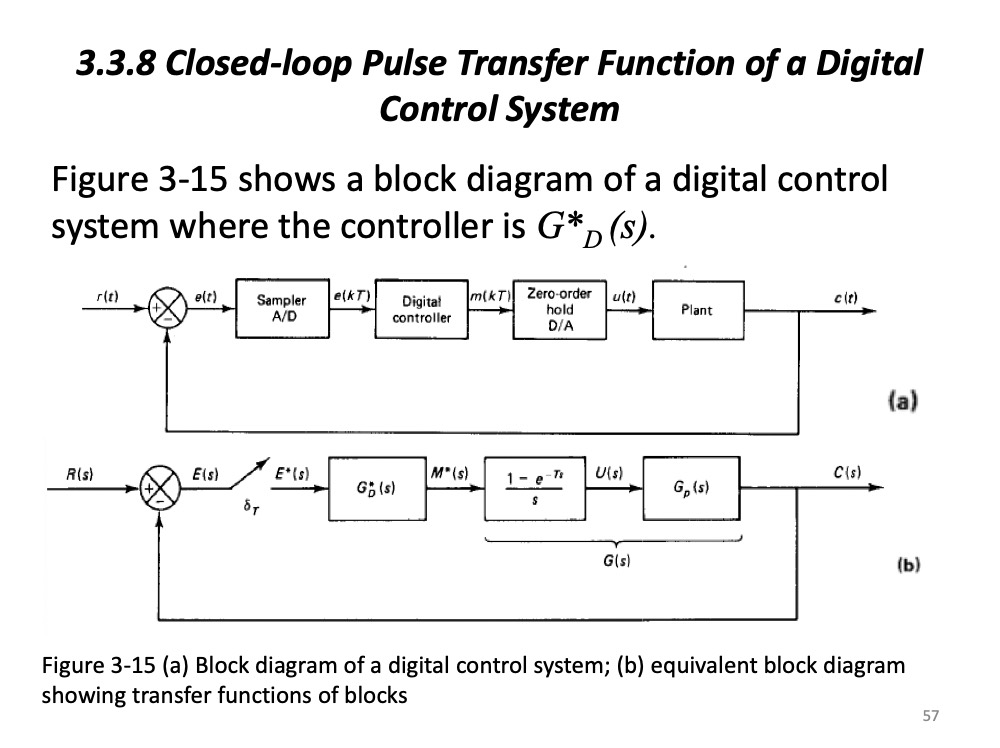 3.3.8 Closed-loop Pulse Transfer Function of a Digital
Control System
Figure 3-15 shows a block diagram of a digital control
system where the controller is G*D (s).
r(t)
+
−
e(t)
Sampler
A/D
e(kT)
Digital
controller
m(kT)
Zero-order
hold
D/A
u(t)
Plant
c(t)
(a)
R(s)
+
−
E(s)
δT
E*(s)
G*D(s)
M*(s)
1 − e−Ts
s
U(s)
Gp(s)
C(s)
G(s)
(b)
Figure 3-15 (a) Block diagram of a digital control system; (b) equivalent block diagram
showing transfer functions of blocks
57